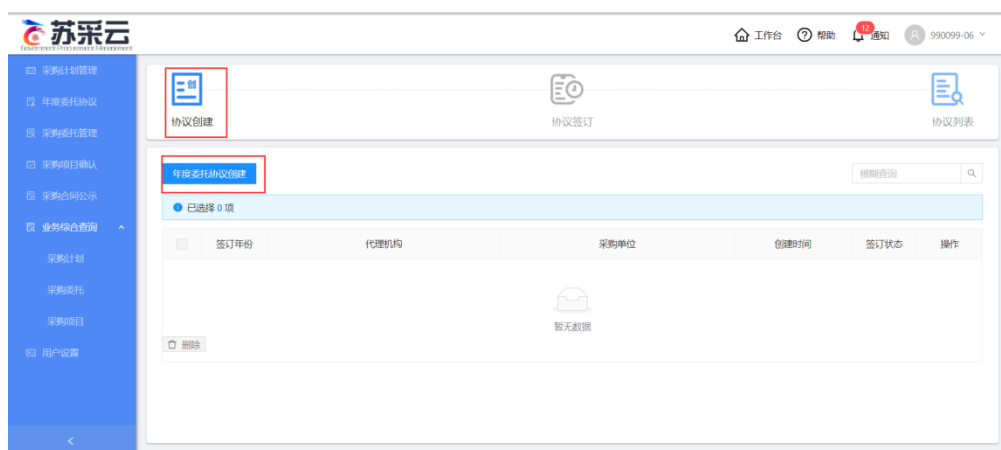 苏采云
Government Procurement Management
工作台 帮助 12 通知 990099-06
采购计划管理
年度委托协议
采购委托管理
采购项目确认
采购合同公示
业务综合查询
采购计划
采购委托
采购项目
用户设置
创
协议创建
协议签订
协议列表
年度委托协议创建
模糊查询
已选择 0 项
签订年份 代理机构 采购单位 创建时间 签订状态 操作
暂无数据
删除